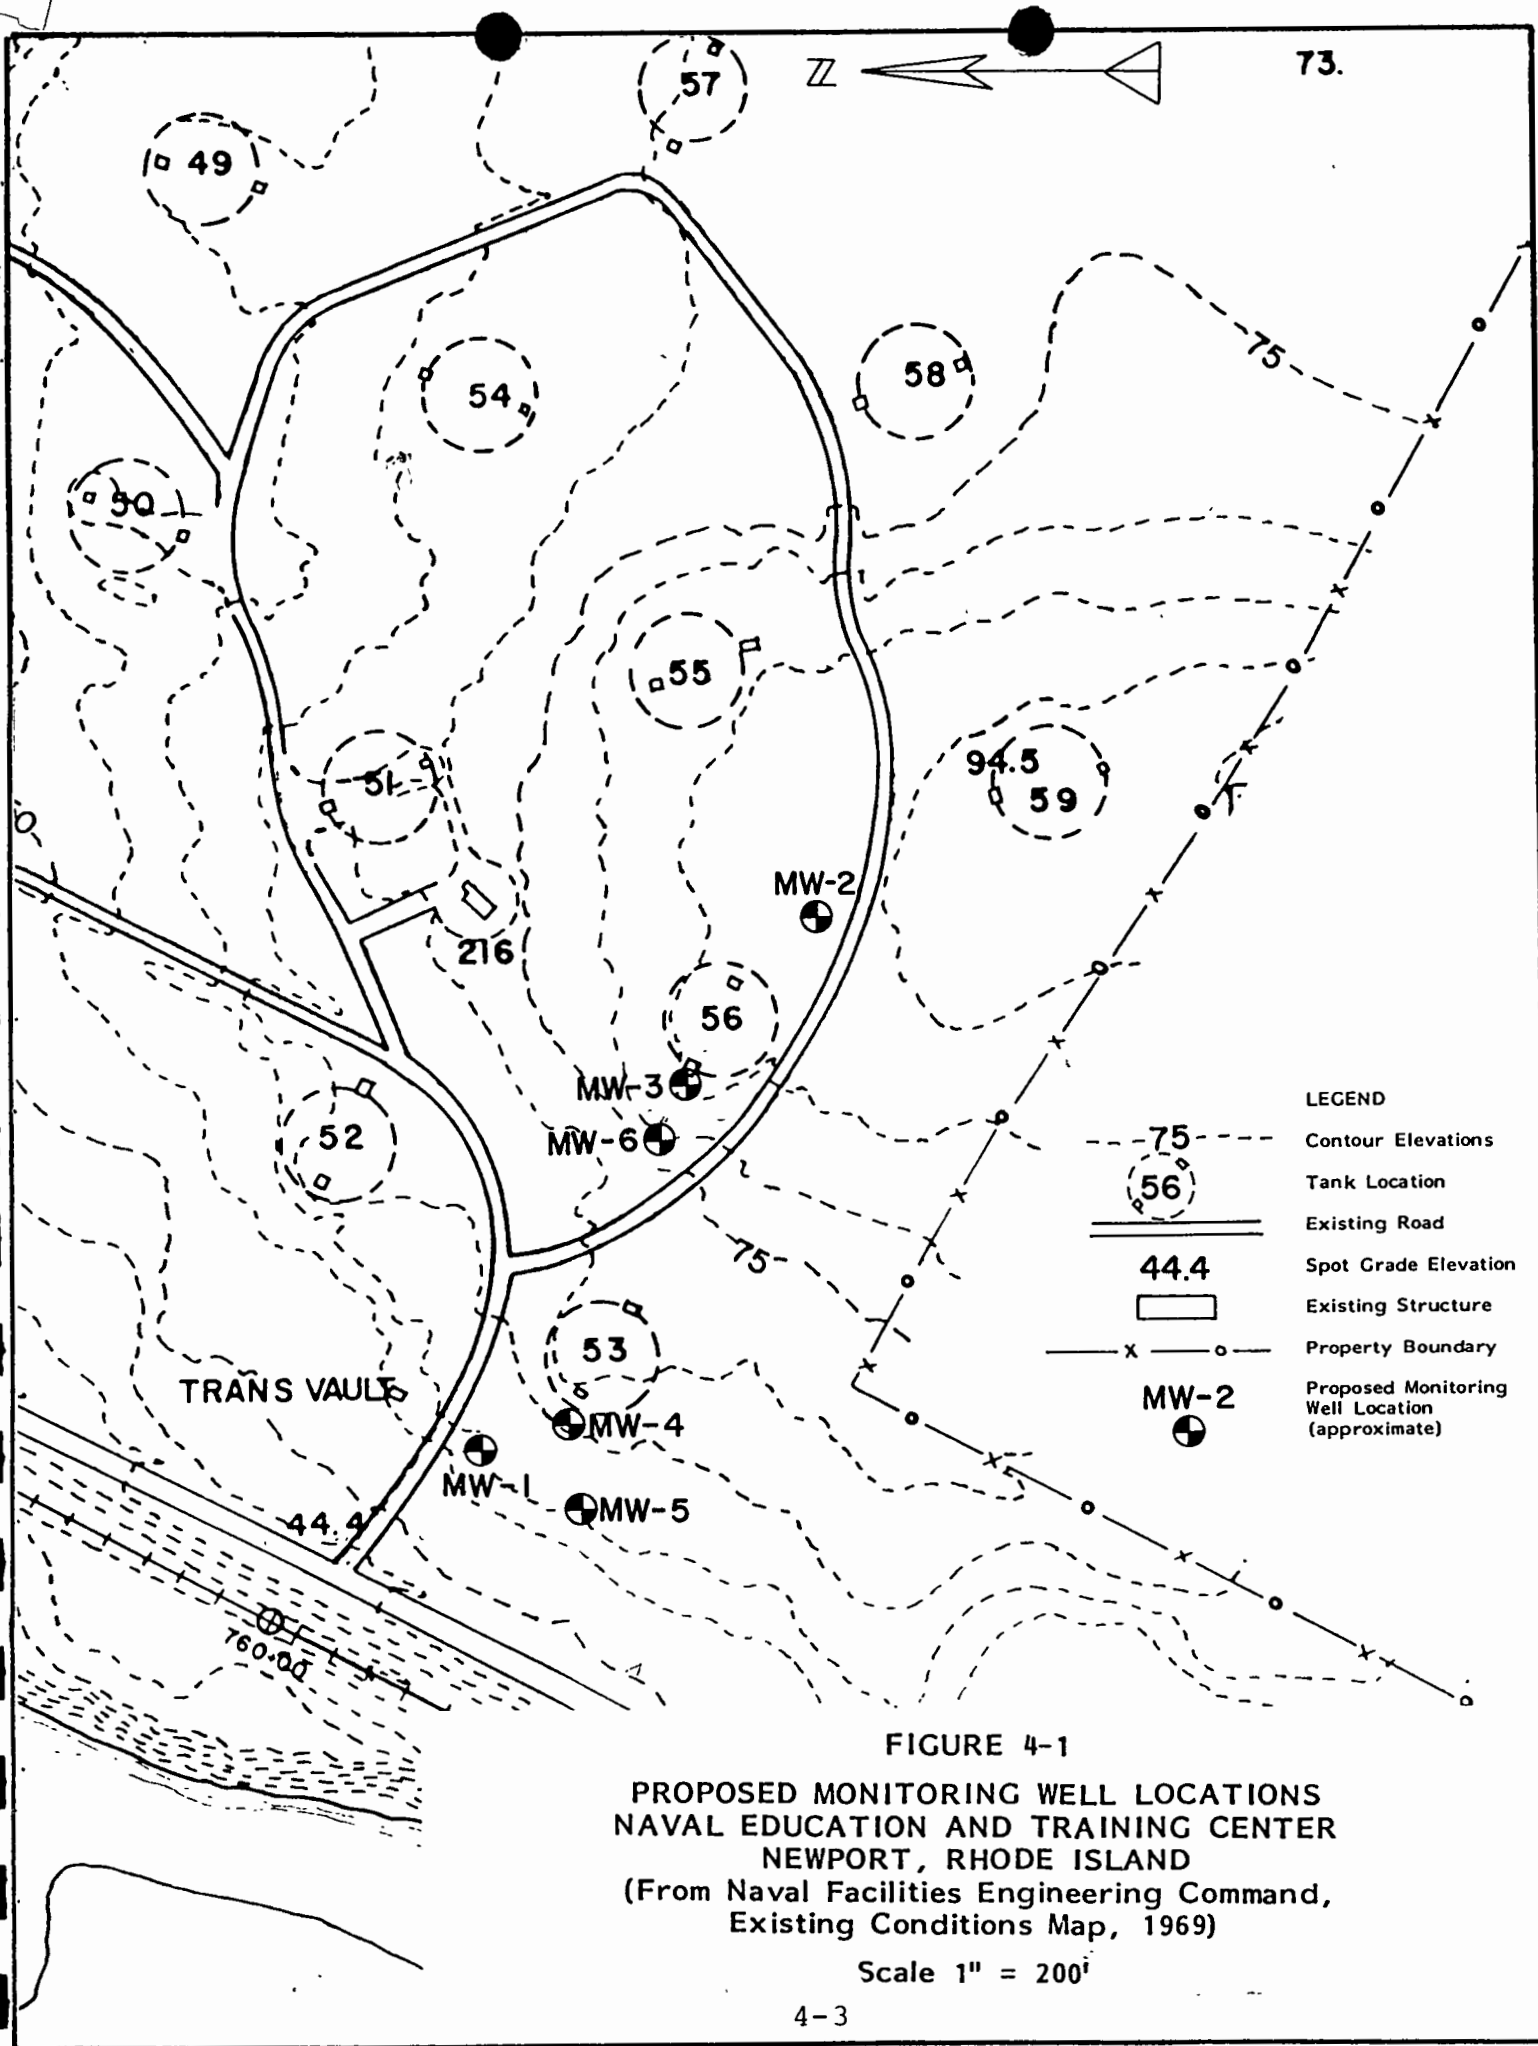 57
N
73.
49
54
58
75
50
55
51
94.5
59
MW-2
216
56
MW-3
MW-6
52
LEGEND
75 Contour Elevations
56 Tank Location
Existing Road
44.4 Spot Grade Elevation
Existing Structure
x o Property Boundary
MW-2 Proposed Monitoring
Well Location
(approximate)
75
53
TRANS VAULT
MW-4
MW-1
MW-5
44.4
760+00
FIGURE 4-1
PROPOSED MONITORING WELL LOCATIONS
NAVAL EDUCATION AND TRAINING CENTER
NEWPORT, RHODE ISLAND
(From Naval Facilities Engineering Command,
Existing Conditions Map, 1969)
Scale 1" = 200'
4-3